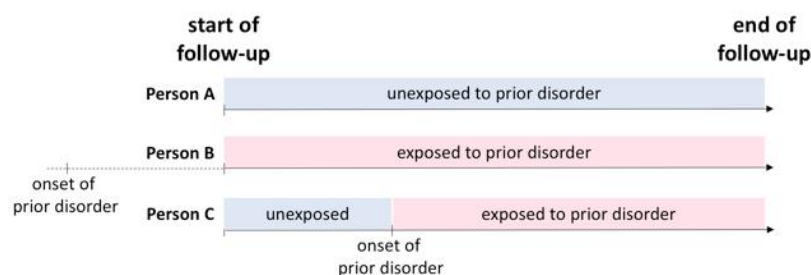 start of
follow-up
end of
follow-up
Person A
unexposed to prior disorder
Person B
exposed to prior disorder
onset of
prior disorder
Person C
unexposed
exposed to prior disorder
onset of
prior disorder